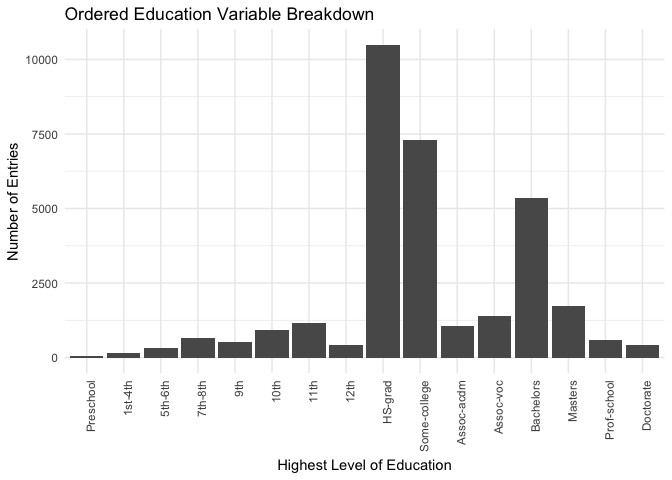 Ordered Education Variable Breakdown
Number of Entries
10000
7500
5000
2500
0
Preschool
1st-4th
5th-6th
7th-8th
9th
10th
11th
12th
HS-grad
Some-college
Assoc-acdm
Assoc-voc
Bachelors
Masters
Prof-school
Doctorate
Highest Level of Education